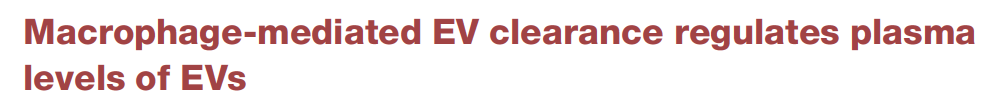 Macrophage-mediated EV clearance regulates plasma
levels of EVs